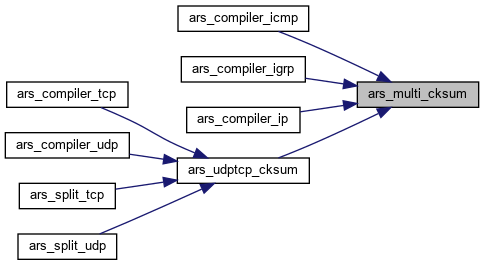 ars_compiler_icmp
ars_compiler_igrp
ars_compiler_tcp
ars_multi_cksum
ars_compiler_ip
ars_compiler_udp
ars_udptcp_cksum
ars_split_tcp
ars_split_udp